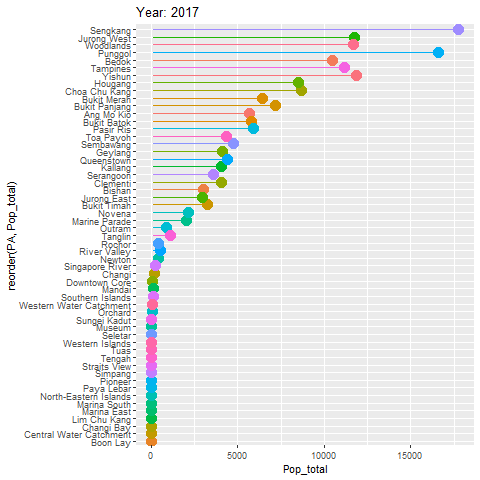 Year: 2017
reorder(PA, Pop_total)
Sengkang
Jurong West
Woodlands
Punggol
Bedok
Tampines
Yishun
Hougang
Choa Chu Kang
Bukit Merah
Bukit Panjang
Ang Mo Kio
Bukit Batok
Pasir Ris
Toa Payoh
Sembawang
Geylang
Queenstown
Kallang
Serangoon
Clementi
Bishan
Jurong East
Bukit Timah
Novena
Marine Parade
Outram
Tanglin
Rochor
River Valley
Newton
Singapore River
Changi
Downtown Core
Mandai
Southern Islands
Western Water Catchment
Orchard
Sungei Kadut
Museum
Seletar
Western Islands
Tuas
Tengah
Straits View
Simpang
Pioneer
Paya Lebar
North-Eastern Islands
Marina South
Marina East
Lim Chu Kang
Changi Bay
Central Water Catchment
Boon Lay
0 5000 10000 15000
Pop_total